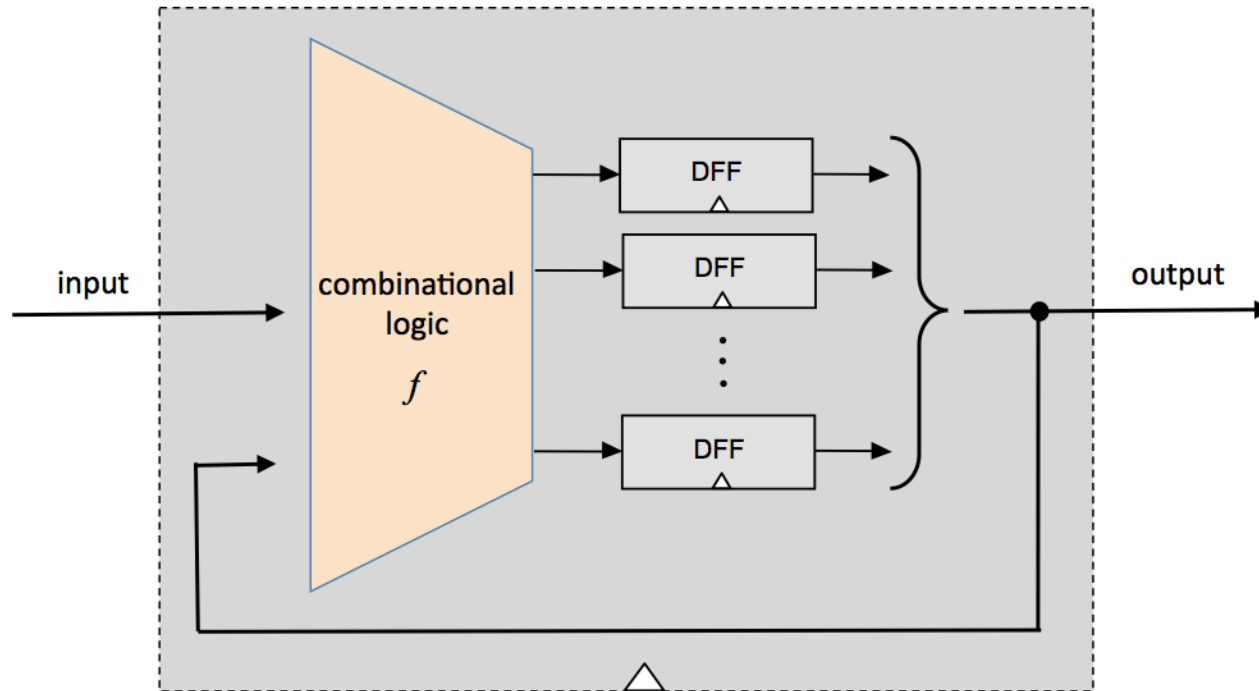 input
combinational
logic
f
DFF
DFF
DFF
output